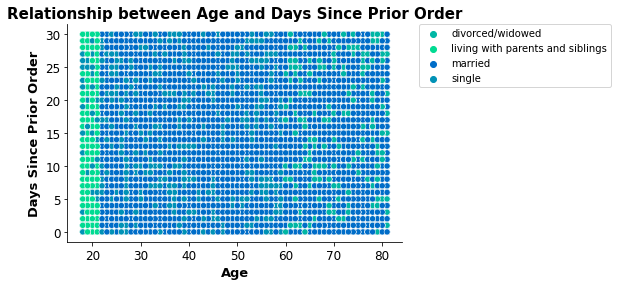 Relationship between Age and Days Since Prior Order
divorced/widowed
living with parents and siblings
married
single
Days Since Prior Order
30
25
20
15
10
5
0
20 30 40 50 60 70 80
Age